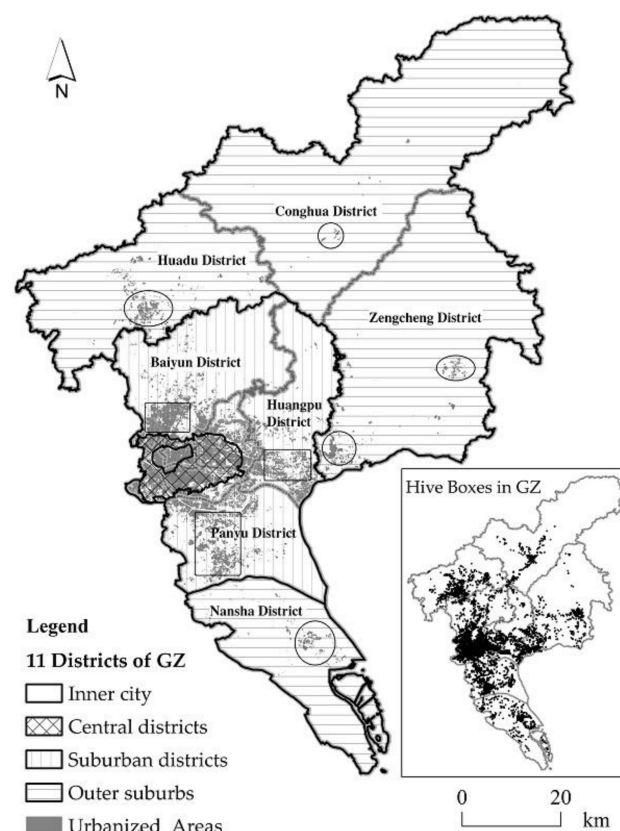 N
Conghua District
Huadu District
Zengcheng District
Baiyun District
Huangpu
District
Hive Boxes in GZ
Panyu District
Nansha District
Legend
11 Districts of GZ
Inner city
Central districts
Suburban districts
Outer suburbs
Urbanized Areas
0 20
km